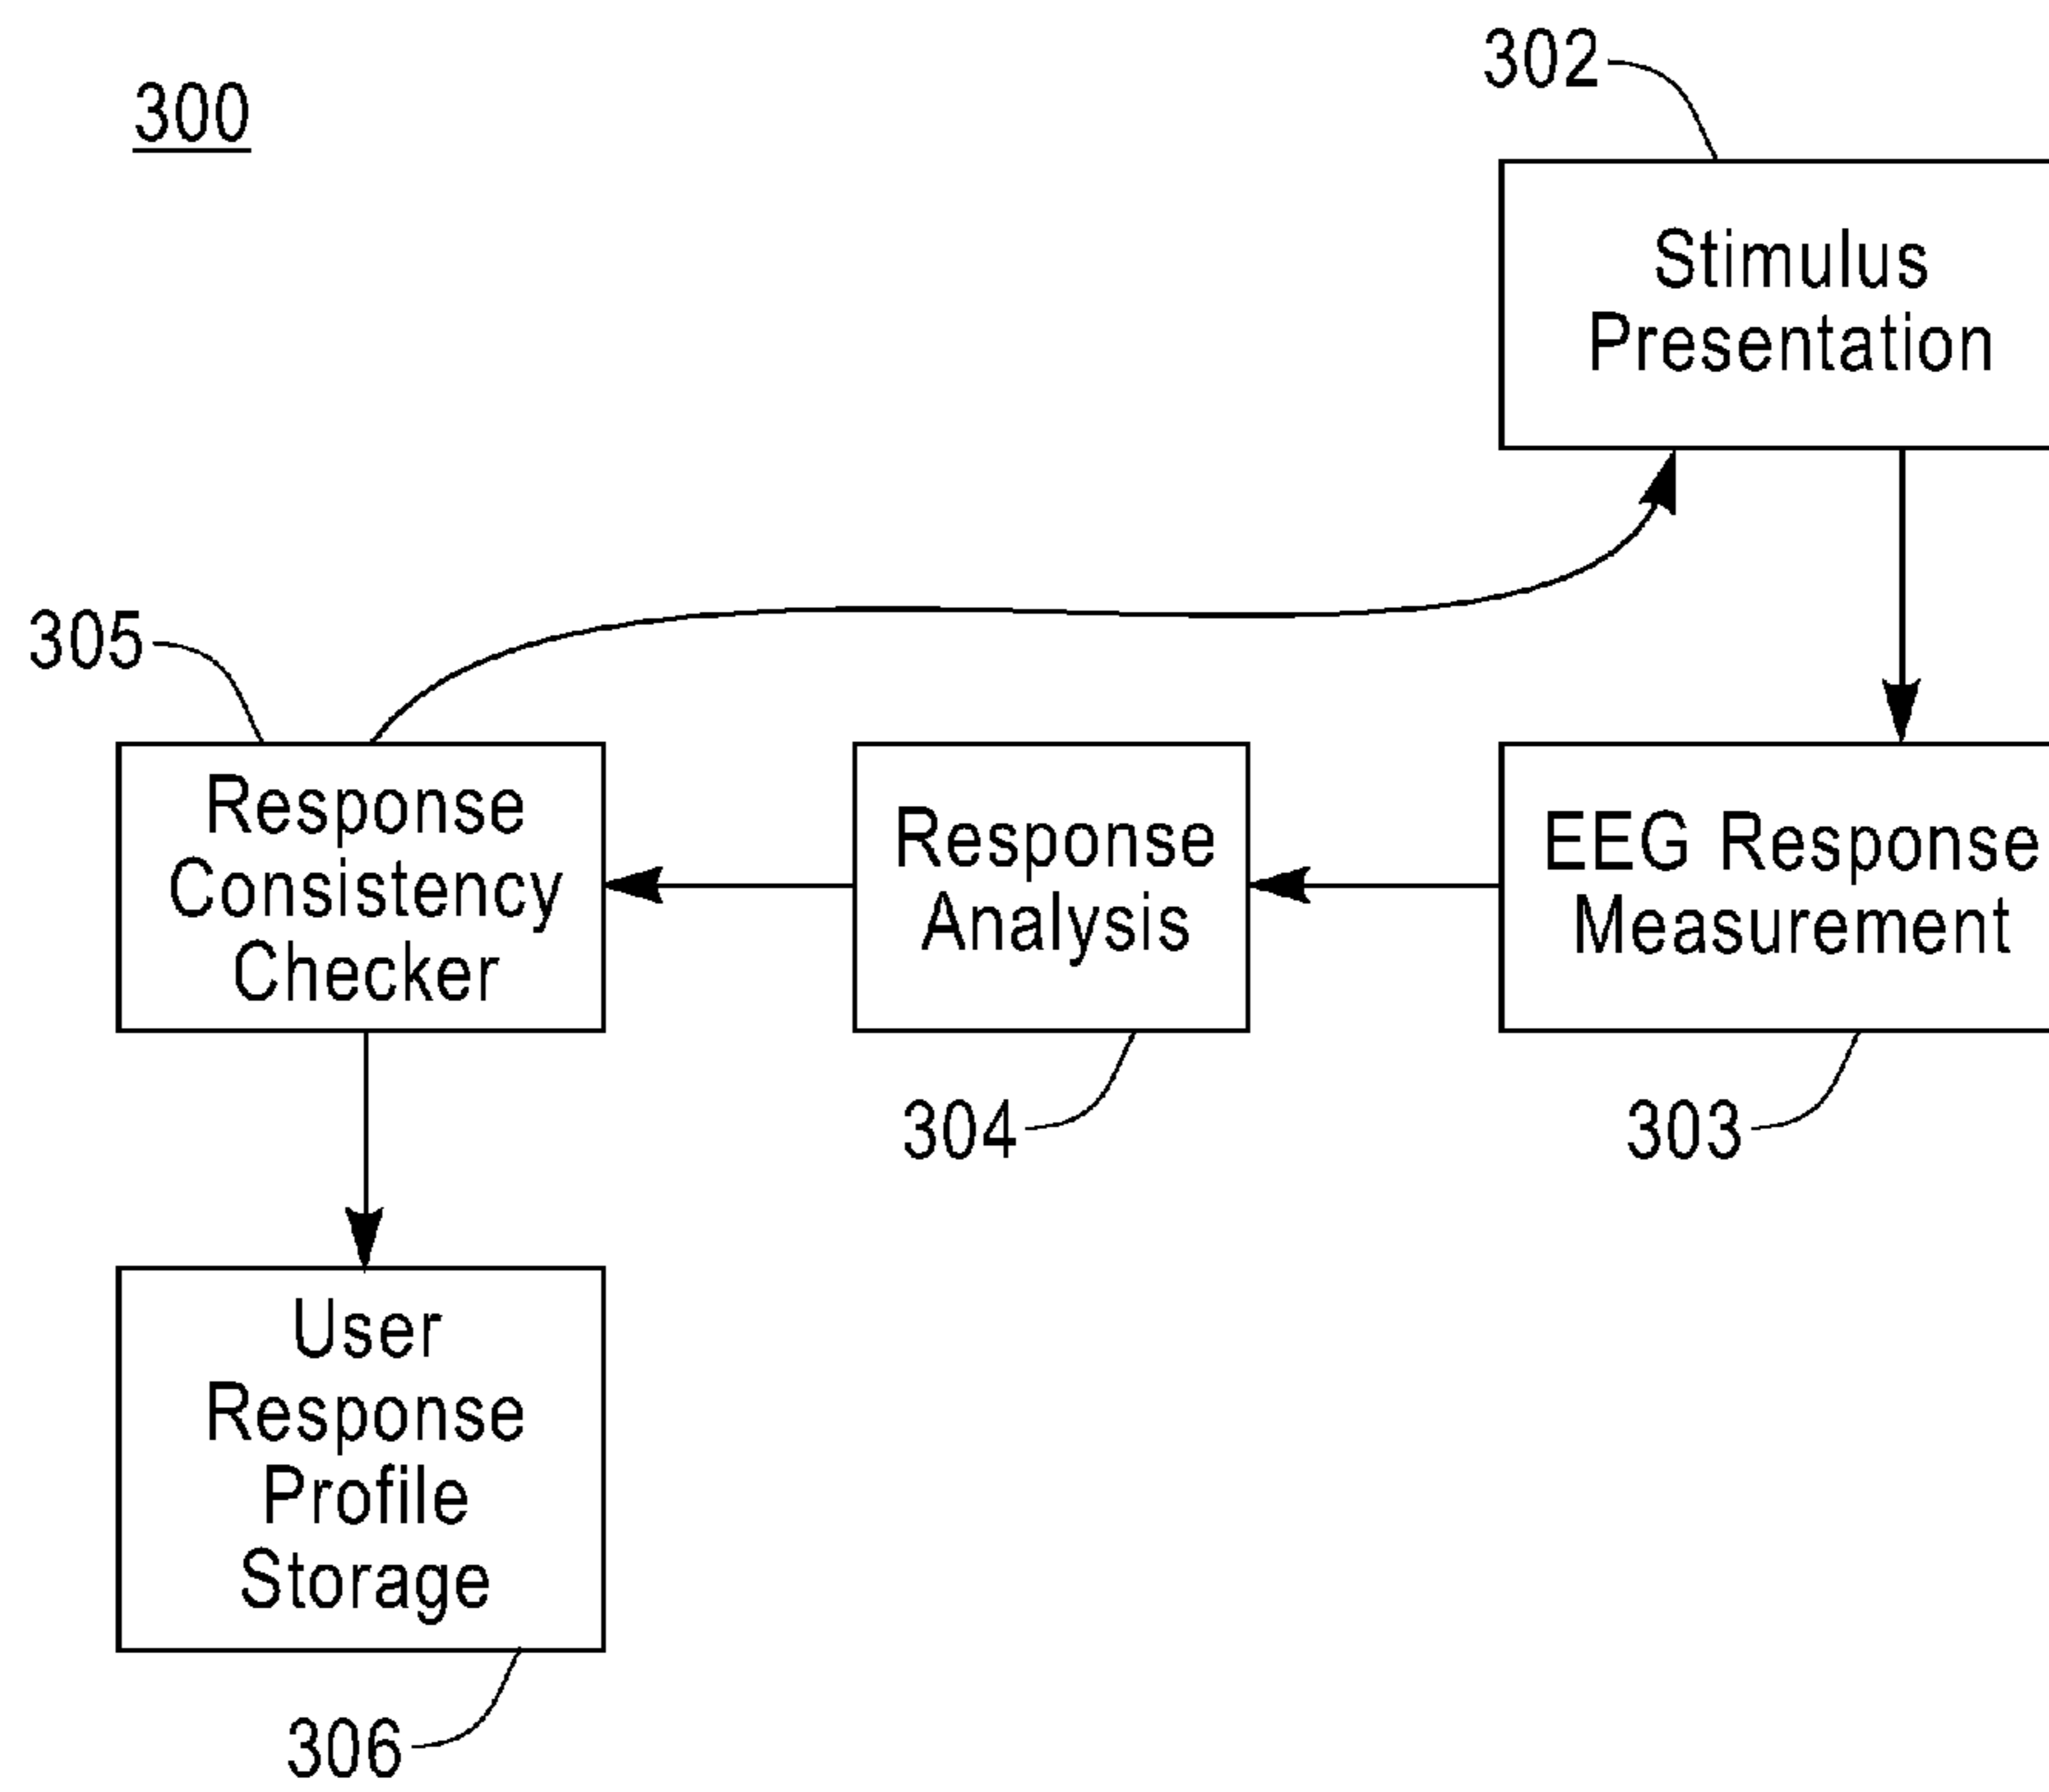 300
302
Stimulus
Presentation
305
Response
Consistency
Checker
Response
Analysis
EEG Response
Measurement
304
303
User
Response
Profile
Storage
306